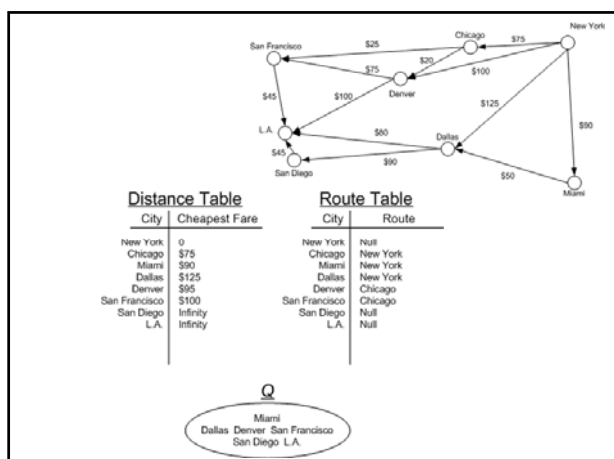 New York
Chicago
$75
San Francisco
$25
$20
$75
$100
Denver
$45
$100
$125
$90
L.A.
$80
Dallas
$45
San Diego
$90
$50
Miami
Distance Table
City Cheapest Fare
New York 0
Chicago $75
Miami $90
Dallas $125
Denver $95
San Francisco $100
San Diego Infinity
L.A. Infinity
Route Table
City Route
New York Null
Chicago New York
Miami New York
Dallas New York
Denver Chicago
San Francisco Chicago
San Diego Null
L.A. Null
Q
Miami
Dallas Denver San Francisco
San Diego L.A.